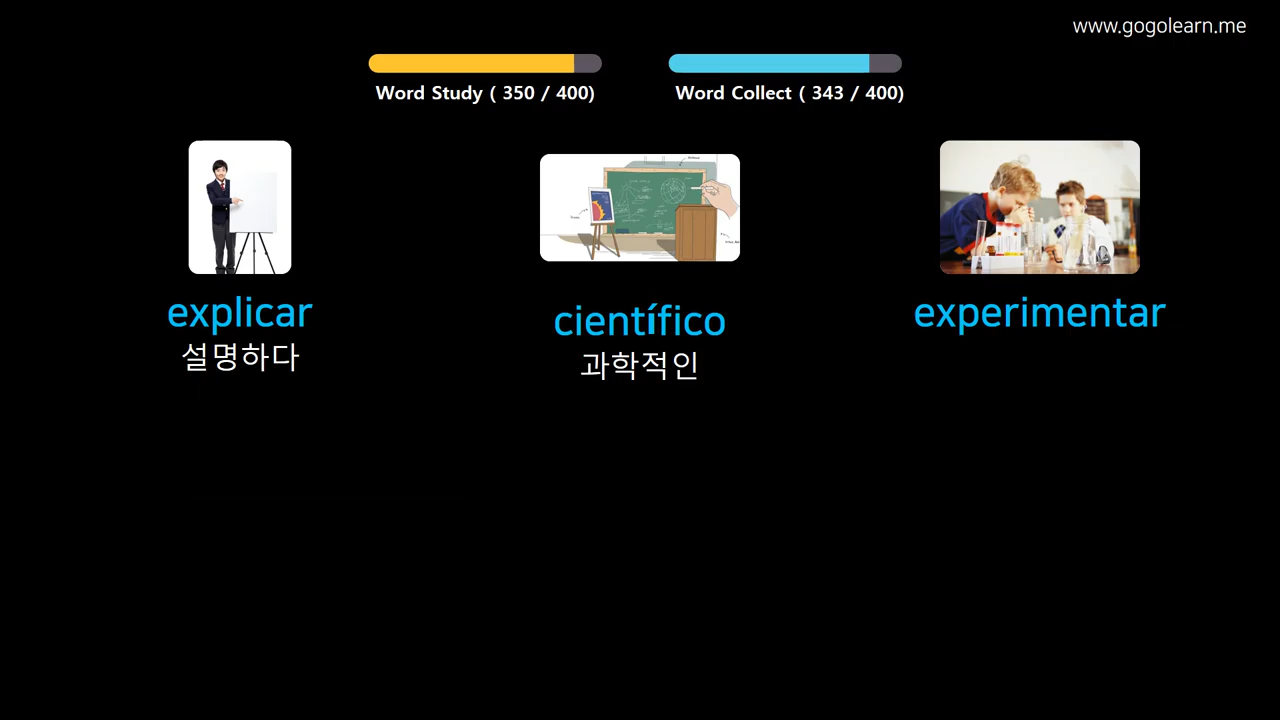 www.gogolearn.me
Word Study ( 350 / 400)
Word Collect ( 343 / 400)
explicar
설명하다
científico
과학적인
experimentar